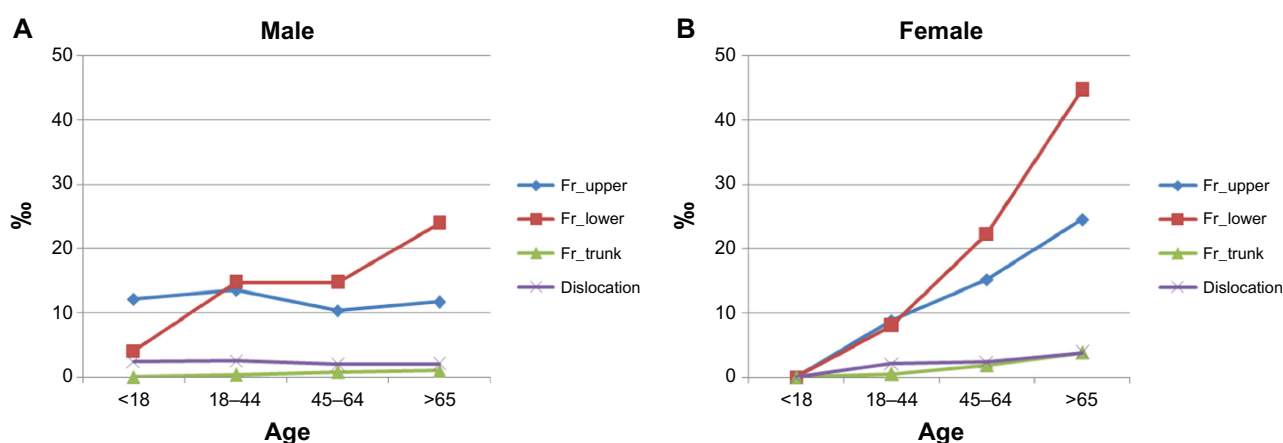 A
Male
50
40
30
20
10
0
‰
<18
18–44
45–64
>65
Age
Fr_upper
Fr_lower
Fr_trunk
Dislocation
B
Female
50
40
30
20
10
0
‰
<18
18–44
45–64
>65
Age
Fr_upper
Fr_lower
Fr_trunk
Dislocation